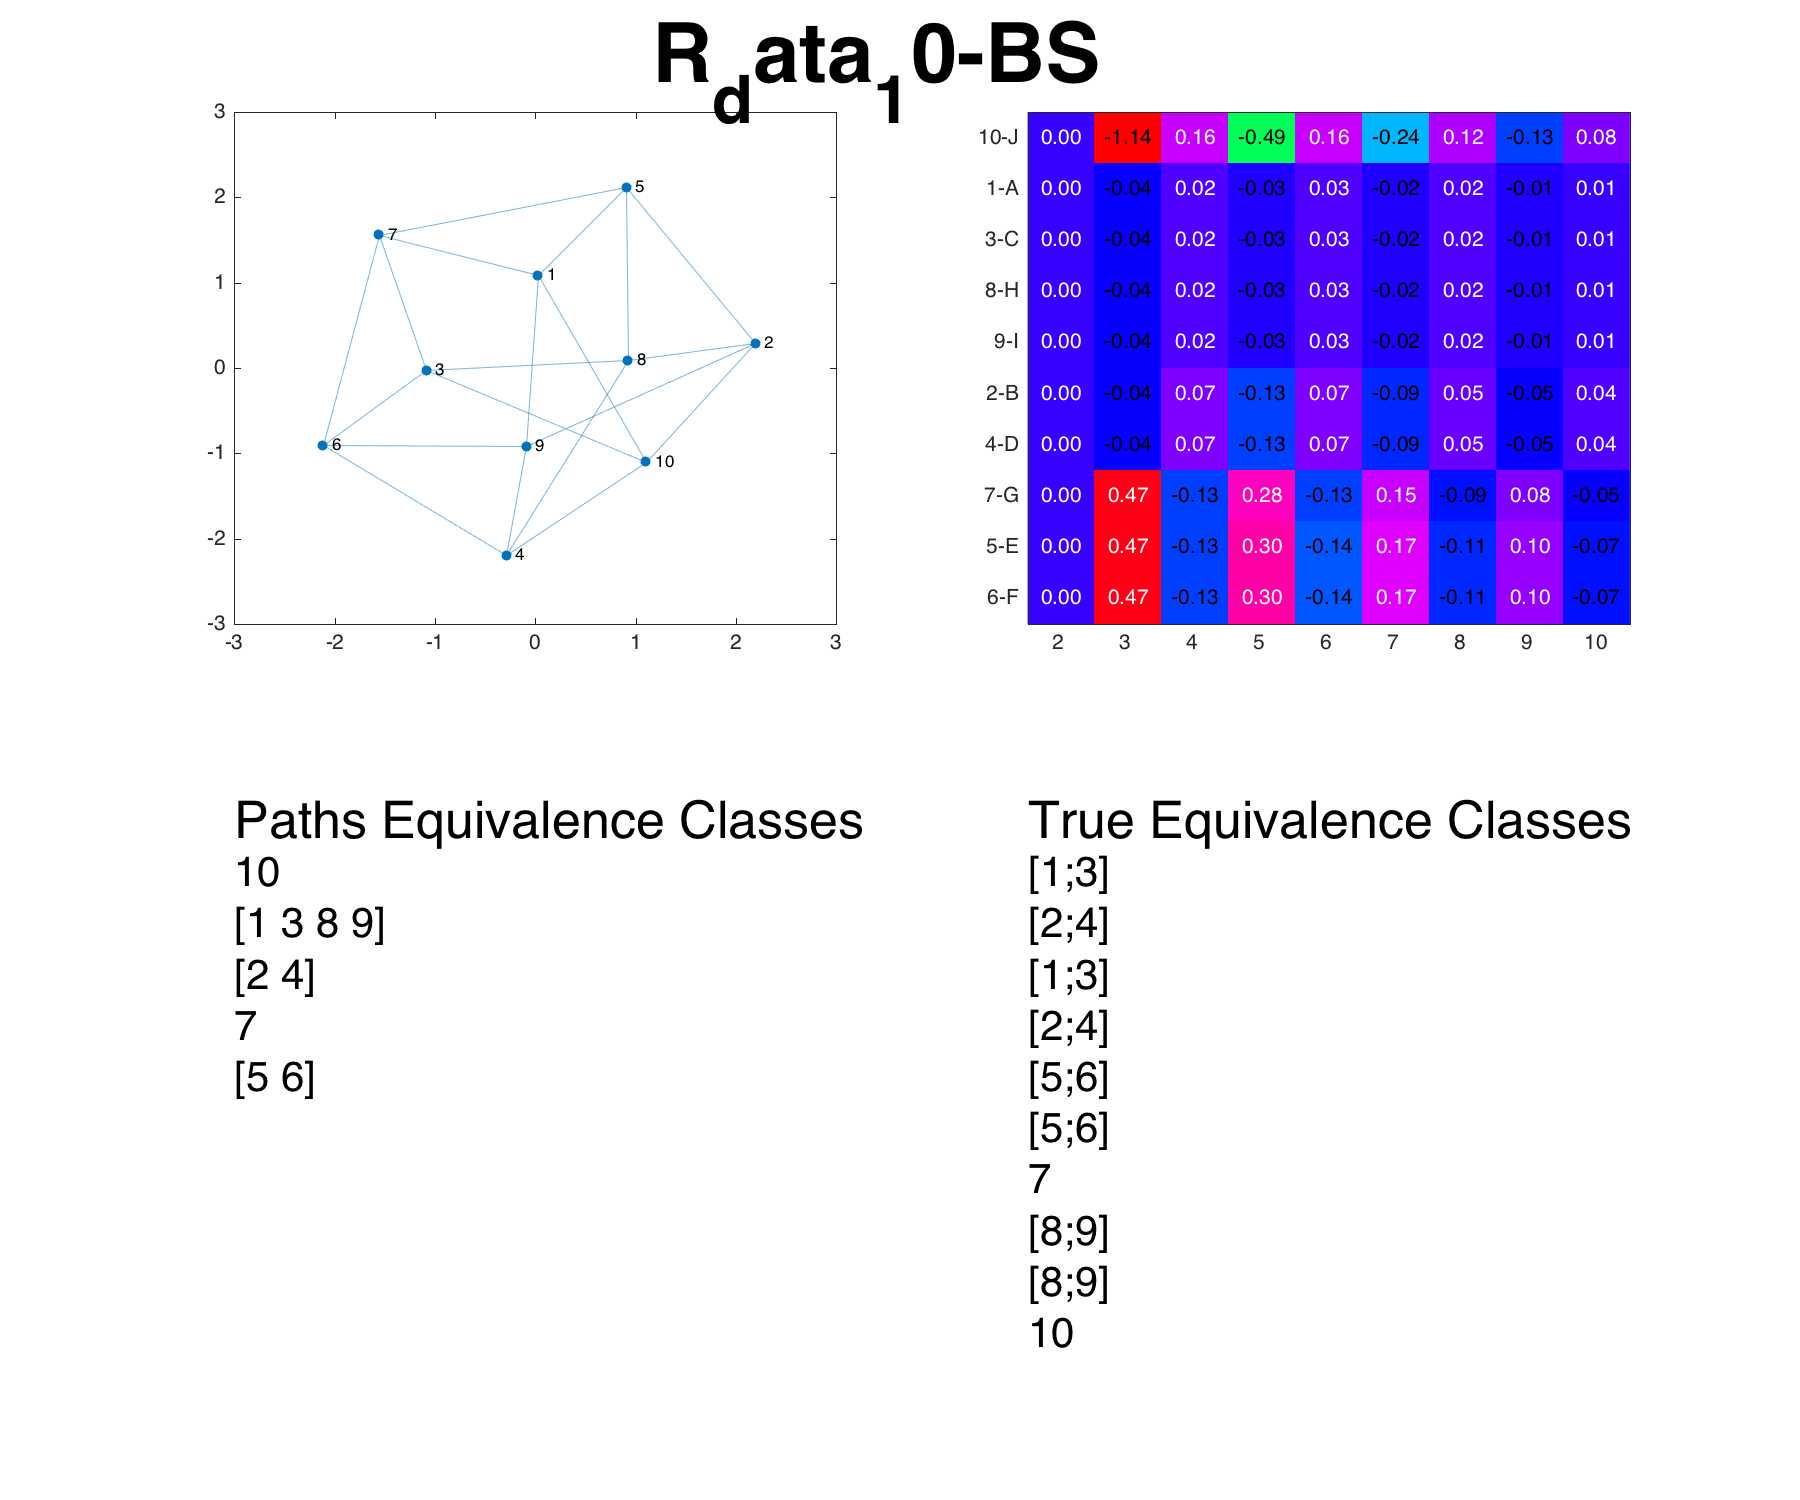 R_data_10-BS
3
2
1
0
-1
-2
-3
-3 -2 -1 0 1 2 3
5
7
1
2
8
3
6
9
10
4
10-J 0.00 -1.14 0.16 -0.49 0.16 -0.24 0.12 -0.13 0.08
1-A 0.00 -0.04 0.02 -0.03 0.03 -0.02 0.02 -0.01 0.01
3-C 0.00 -0.04 0.02 -0.03 0.03 -0.02 0.02 -0.01 0.01
8-H 0.00 -0.04 0.02 -0.03 0.03 -0.02 0.02 -0.01 0.01
9-I 0.00 -0.04 0.02 -0.03 0.03 -0.02 0.02 -0.01 0.01
2-B 0.00 -0.04 0.07 -0.13 0.07 -0.09 0.05 -0.05 0.04
4-D 0.00 -0.04 0.07 -0.13 0.07 -0.09 0.05 -0.05 0.04
7-G 0.00 0.47 -0.13 0.28 -0.13 0.15 -0.09 0.08 -0.05
5-E 0.00 0.47 -0.13 0.30 -0.14 0.17 -0.11 0.10 -0.07
6-F 0.00 0.47 -0.13 0.30 -0.14 0.17 -0.11 0.10 -0.07
2 3 4 5 6 7 8 9 10
Paths Equivalence Classes
10
[1 3 8 9]
[2 4]
7
[5 6]
True Equivalence Classes
[1;3]
[2;4]
[1;3]
[2;4]
[5;6]
[5;6]
7
[8;9]
[8;9]
10